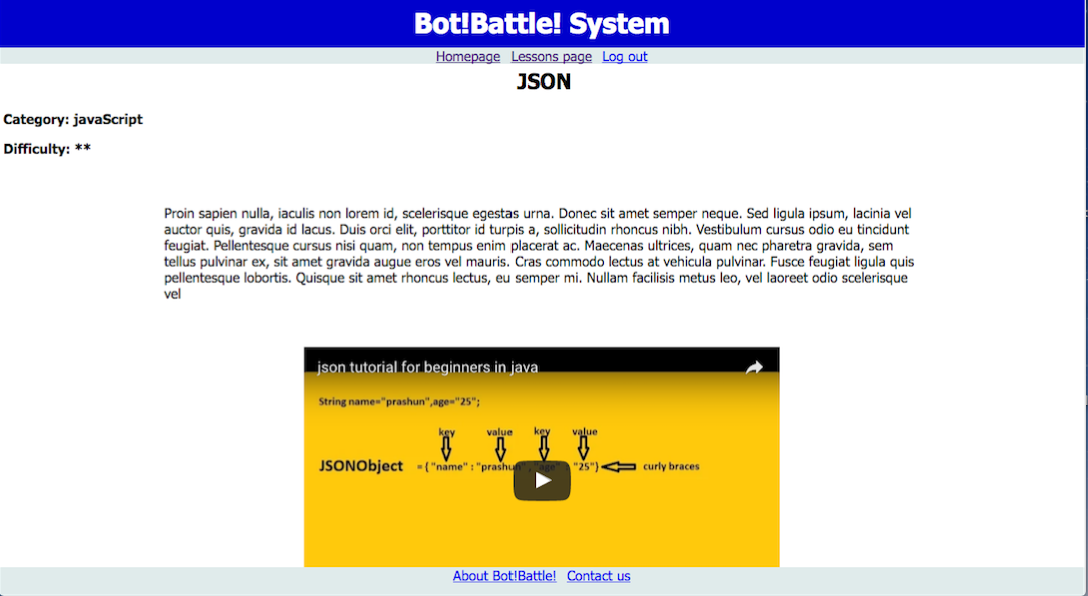 Bot!Battle! System
Homepage Lessons page Log out
JSON
Category: javaScript
Difficulty: **
Proin sapien nulla, iaculis non lorem id, scelerisque egestas urna. Donec sit amet semper neque. Sed ligula ipsum, lacinia vel
auctor quis, gravida id lacus. Duis orci elit, porttitor id turpis a, sollicitudin rhoncus nibh. Vestibulum cursus odio eu tincidunt
feugiat. Pellentesque cursus nisi quam, non tempus enim placerat ac. Maecenas ultrices, quam nec pharetra gravida, sem
tellus pulvinar ex, sit amet gravida augue eros vel mauris. Cras commodo lectus at vehicula pulvinar. Fusce feugiat ligula quis
pellentesque lobortis. Quisque sit amet rhoncus lectus, eu semper mi. Nullam facilisis metus leo, vel laoreet odio scelerisque
vel
json tutorial for beginners in java
String name="prashun",age="25";
key value key value
JSONObject ={"name" : "prashun" , "age" : "25"} curly braces
About Bot!Battle! Contact us